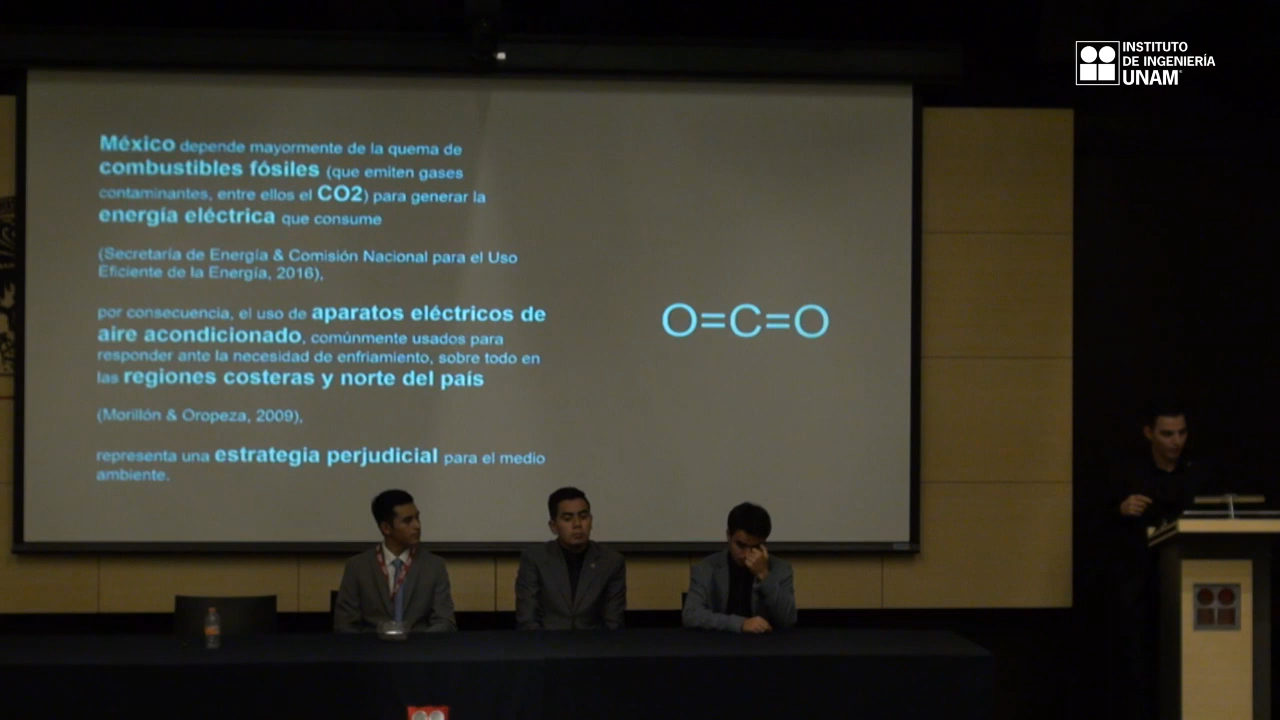 INSTITUTO
DE INGENIERÍA
UNAM
México depende mayormente de la quema de
combustibles fósiles (que emiten gases
contaminantes, entre ellos el CO2) para generar la
energía eléctrica que consume
(Secretaría de Energía & Comisión Nacional para el Uso
Eficiente de la Energía, 2016),
por consecuencia, el uso de aparatos eléctricos de
aire acondicionado, comúnmente usados para
responder ante la necesidad de enfriamiento, sobre todo en
las regiones costeras y norte del país
(Morillón & Oropeza, 2009),
representa una estrategia perjudicial para el medio
ambiente.
O=C=O